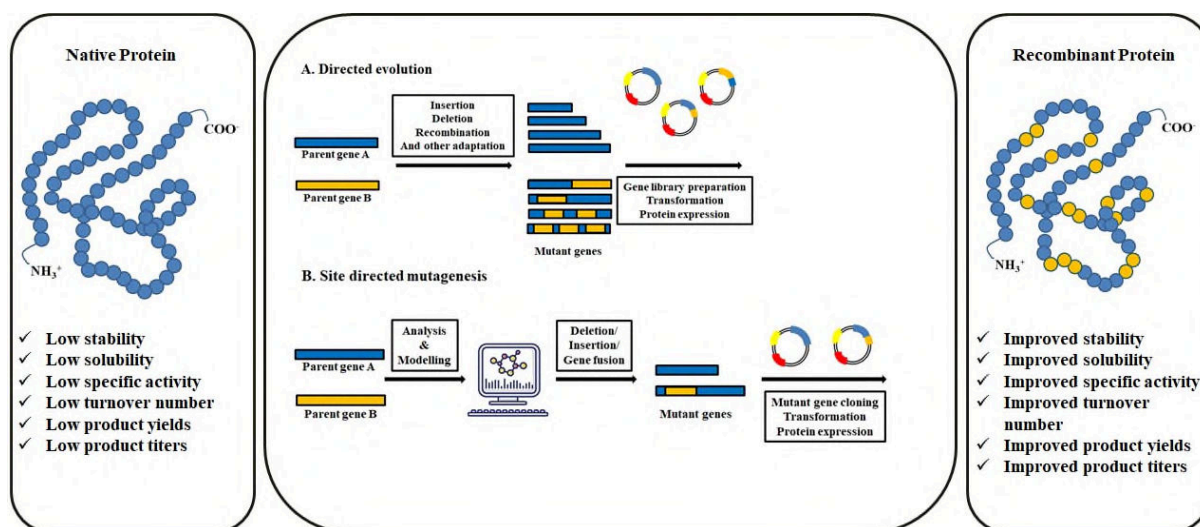 Native Protein
COO-
NH3+
✓ Low stability
✓ Low solubility
✓ Low specific activity
✓ Low turnover number
✓ Low product yields
✓ Low product titers
A. Directed evolution
Parent gene A
Parent gene B
Insertion
Deletion
Recombination
And other adaptation
Mutant genes
Gene library preparation
Transformation
Protein expression
B. Site directed mutagenesis
Parent gene A
Parent gene B
Analysis
&
Modelling
Deletion/
Insertion/
Gene fusion
Mutant genes
Mutant gene cloning
Transformation
Protein expression
Recombinant Protein
COO-
NH3+
✓ Improved stability
✓ Improved solubility
✓ Improved specific activity
✓ Improved turnover
number
✓ Improved product yields
✓ Improved product titers